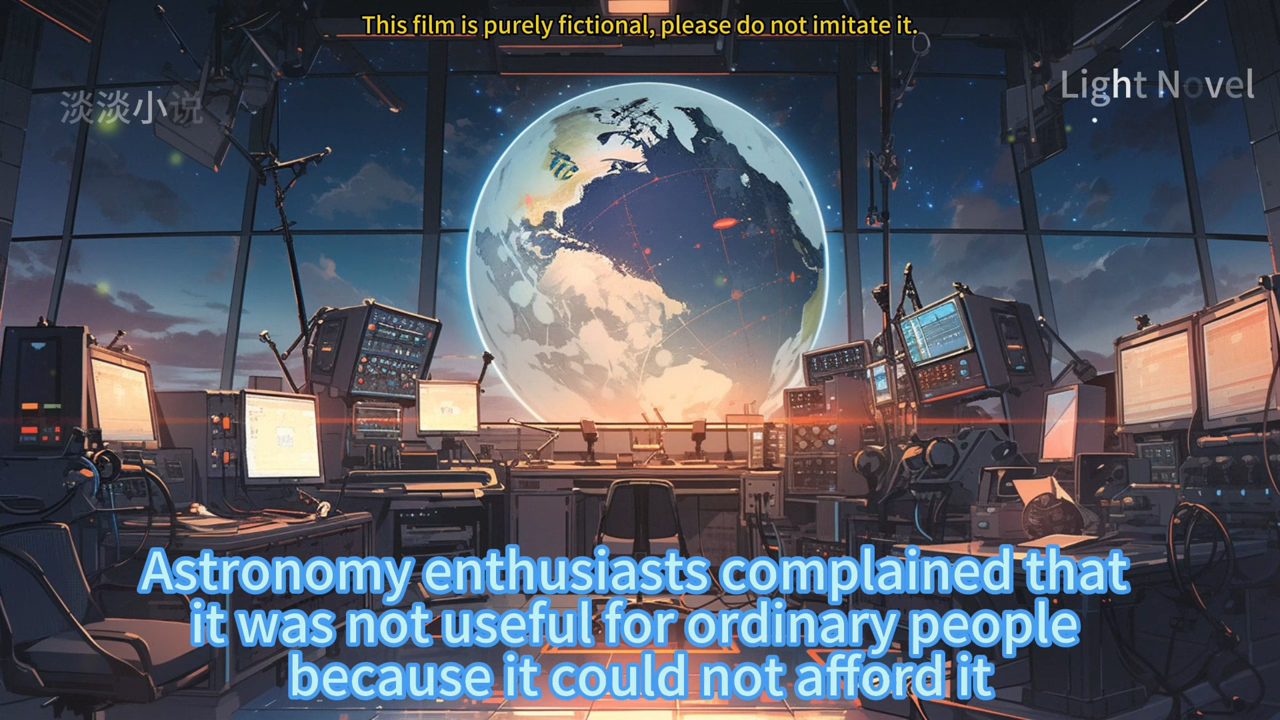 This film is purely fictional, please do not imitate it.
淡淡小说
Light Novel
Astronomy enthusiasts complained that
it was not useful for ordinary people
because it could not afford it